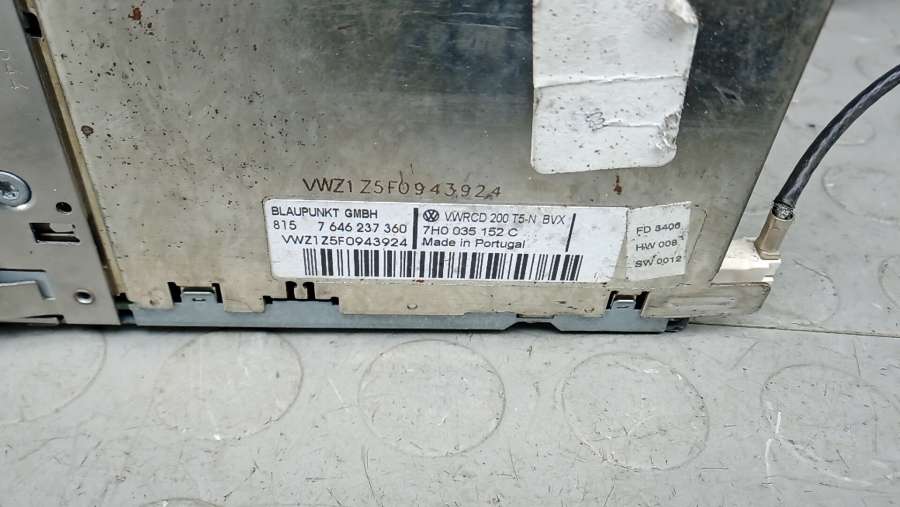 VWZ1Z5F0943924
BLAUPUNKT GMBH
815 7 646 237 360
VWZ1Z5F0943924
VWRCD 200 T5-N BVX
7H0 035 152 C
Made in Portugal
FD 3406
HW 008
SW 0012